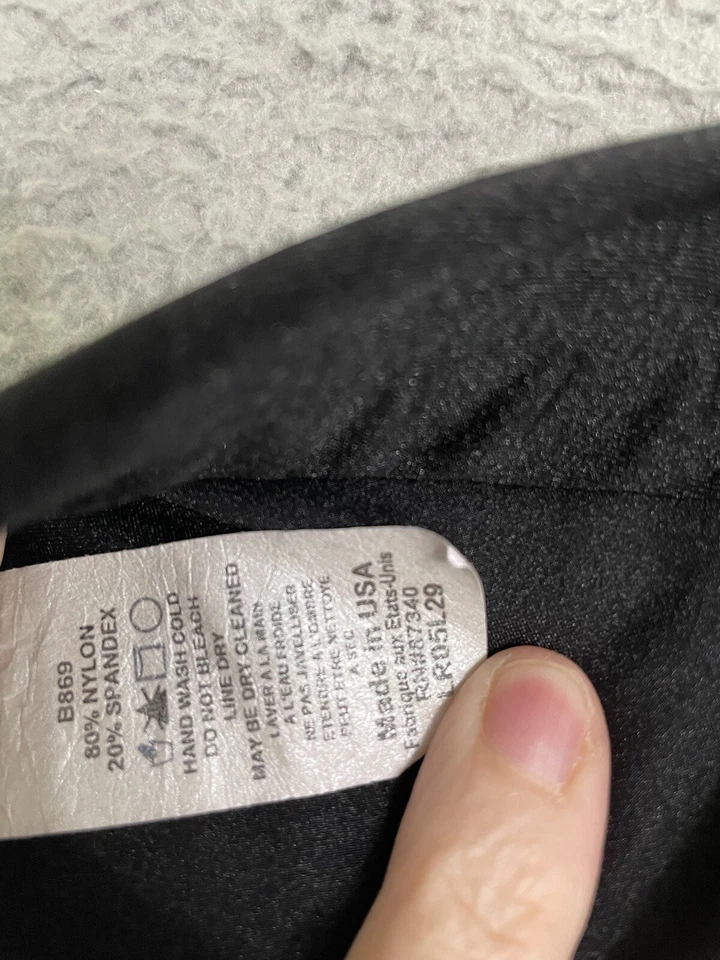 B869
80% NYLON
20% SPANDEX
HAND WASH COLD
DO NOT BLEACH
LINE DRY
MAY BE DRY CLEANED
LAVER A LA MAIN
A L'EAU FROIDE
NE PAS JAVELLISER
ETENDRE A L'OMBRE
PEUT ETRE NETTOYE
A SEC
Made in USA
Fabrique aux Etats-Unis
RN#87340
LR05L29